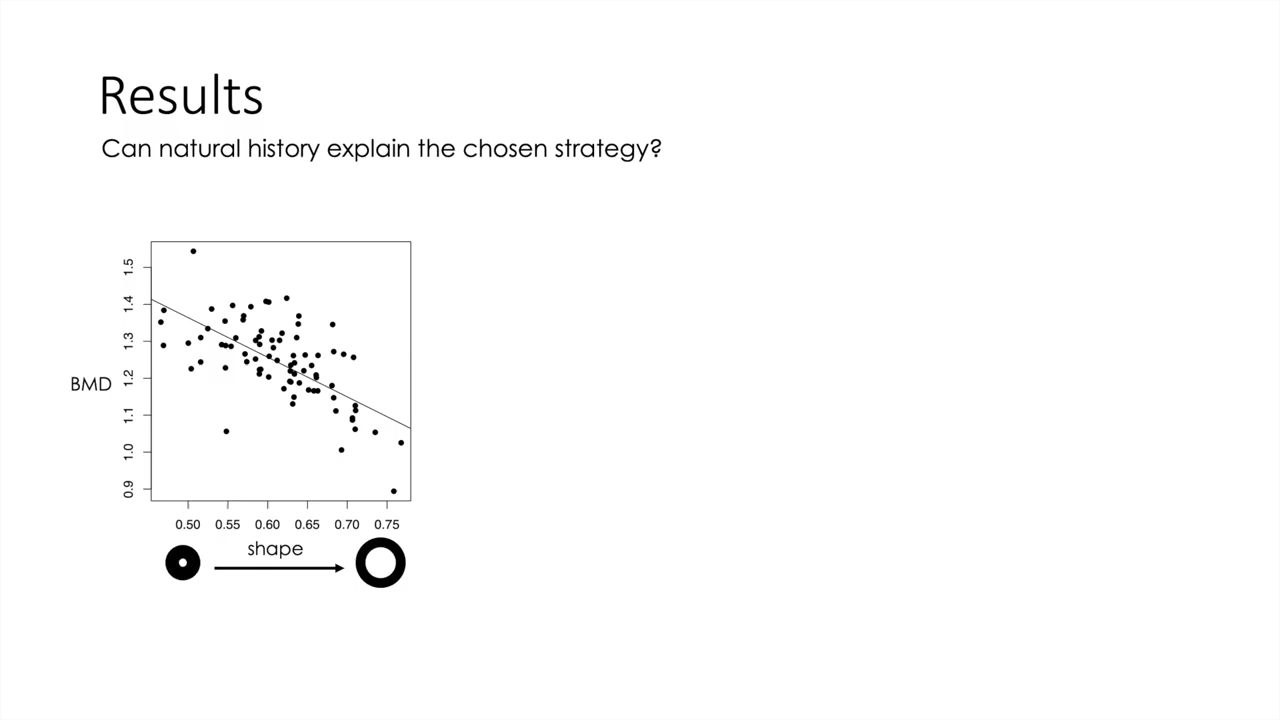 Results
Can natural history explain the chosen strategy?
BMD
1.5
1.4
1.3
1.2
1.1
1.0
0.9
0.50 0.55 0.60 0.65 0.70 0.75
shape